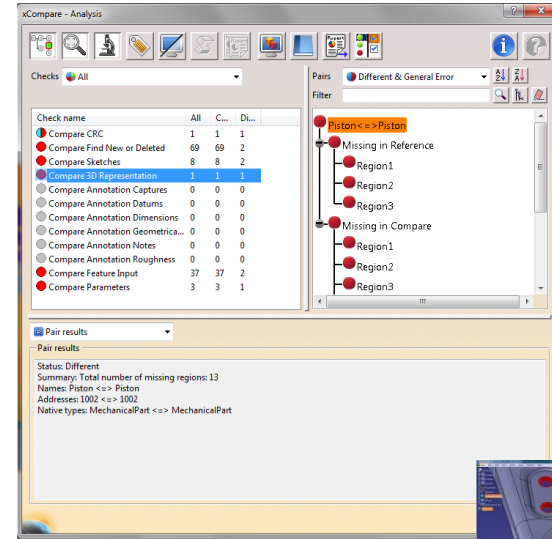 xCompare - Analysis
Checks All
Pairs Different & General Error
Filter
Check name All C... Di...
Compare CRC 1 1 1
Compare Find New or Deleted 69 69 2
Compare Sketches 8 8 2
Compare 3D Representation 1 1 1
Compare Annotation Captures 0 0 0
Compare Annotation Datums 0 0 0
Compare Annotation Dimensions 0 0 0
Compare Annotation Geometrica... 0 0 0
Compare Annotation Notes 0 0 0
Compare Annotation Roughness 0 0 0
Compare Feature Input 37 37 2
Compare Parameters 3 3 1
Piston<=>Piston
Missing in Reference
Region1
Region2
Region3
Missing in Compare
Region1
Region2
Region3
Pair results
Pair results
Status: Different
Summary: Total number of missing regions: 13
Names: Piston <=> Piston
Addresses: 1002 <=> 1002
Native types: MechanicalPart <=> MechanicalPart